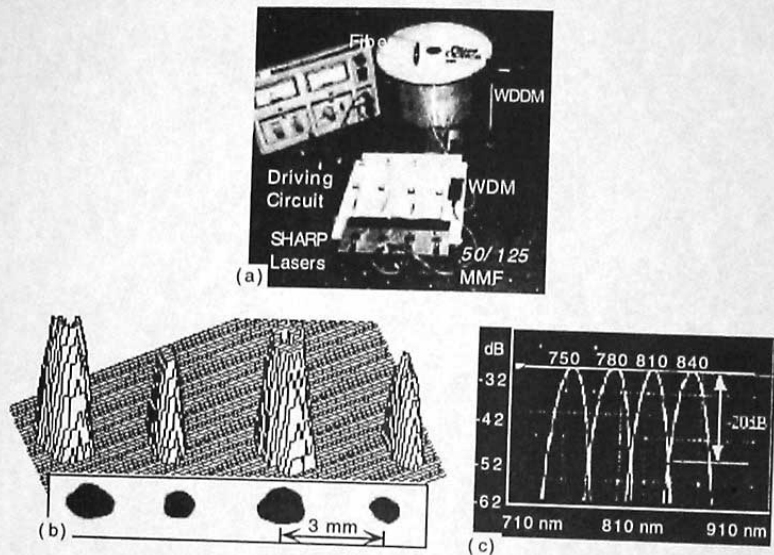 Fiber
WDDM
Driving
Circuit
WDM
SHARP
Lasers
50/125
MMF
(a)
3 mm
(b)
dB
750 780 810 840
-32
-42
-20dB
-52
-62
710 nm 810 nm 910 nm
(c)